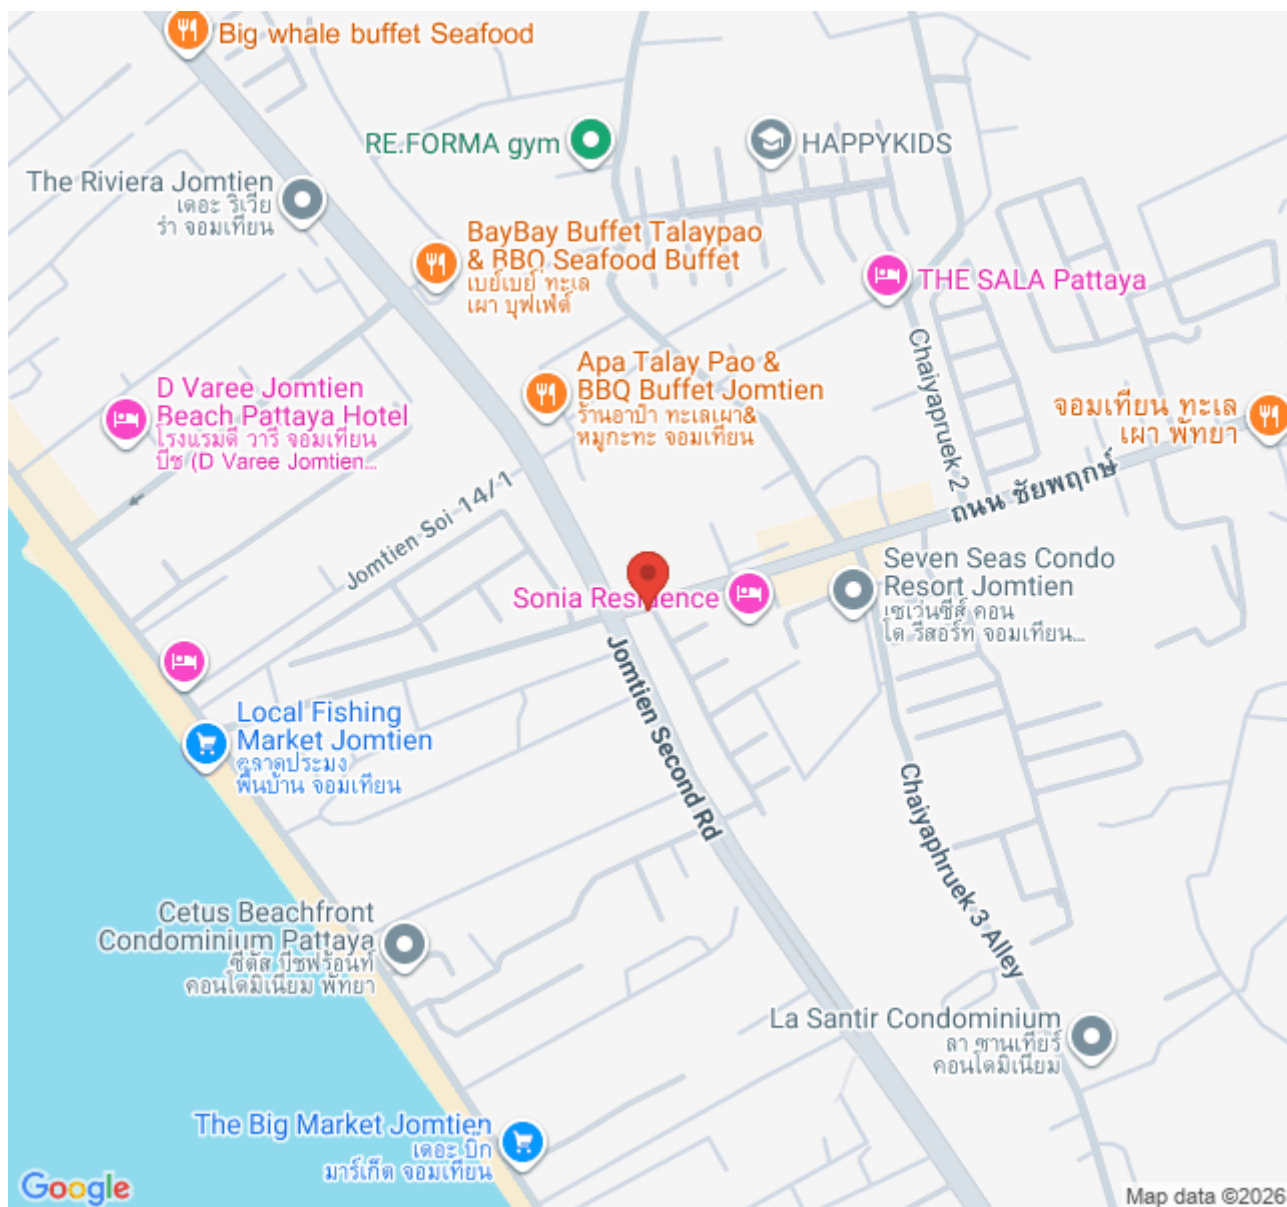 Big whale buffet Seafood
RE.FORMA gym
HAPPYKIDS
The Riviera Jomtien
เดอะ ริเวีย
ร่า จอมเทียน
BayBay Buffet Talaypao
& BBQ Seafood Buffet
เบย์เบย์ ทะเล
เผา บุฟเฟ่ต์
THE SALA Pattaya
Chaiyapruek 2
Apa Talay Pao &
BBQ Buffet Jomtien
ร้านอาป๋า ทะเลเผา&
หมูกะทะ จอมเทียน
D Varee Jomtien
Beach Pattaya Hotel
โรงแรมดี วารี จอมเทียน
บีช (D Varee Jomtien...
จอมเทียน ทะเล
เผา พัทยา
ถนน ชัยพฤกษ์
Jomtien Soi 14/1
Sonia Residence
Seven Seas Condo
Resort Jomtien
เซเว่นซีส์ คอน
โด รีสอร์ท จอมเทียน...
Jomtien Second Rd
Local Fishing
Market Jomtien
ตลาดประมง
พื้นบ้าน จอมเทียน
Chaiyaphruek 3 Alley
Cetus Beachfront
Condominium Pattaya
ซีตัส บีชฟร้อนท์
คอนโดมิเนียม พัทยา
La Santir Condominium
ลา ซานเทียร์
คอนโดมิเนียม
The Big Market Jomtien
เดอะ บิ๊ก
มาร์เก็ต จอมเทียน
Google
Map data ©2026